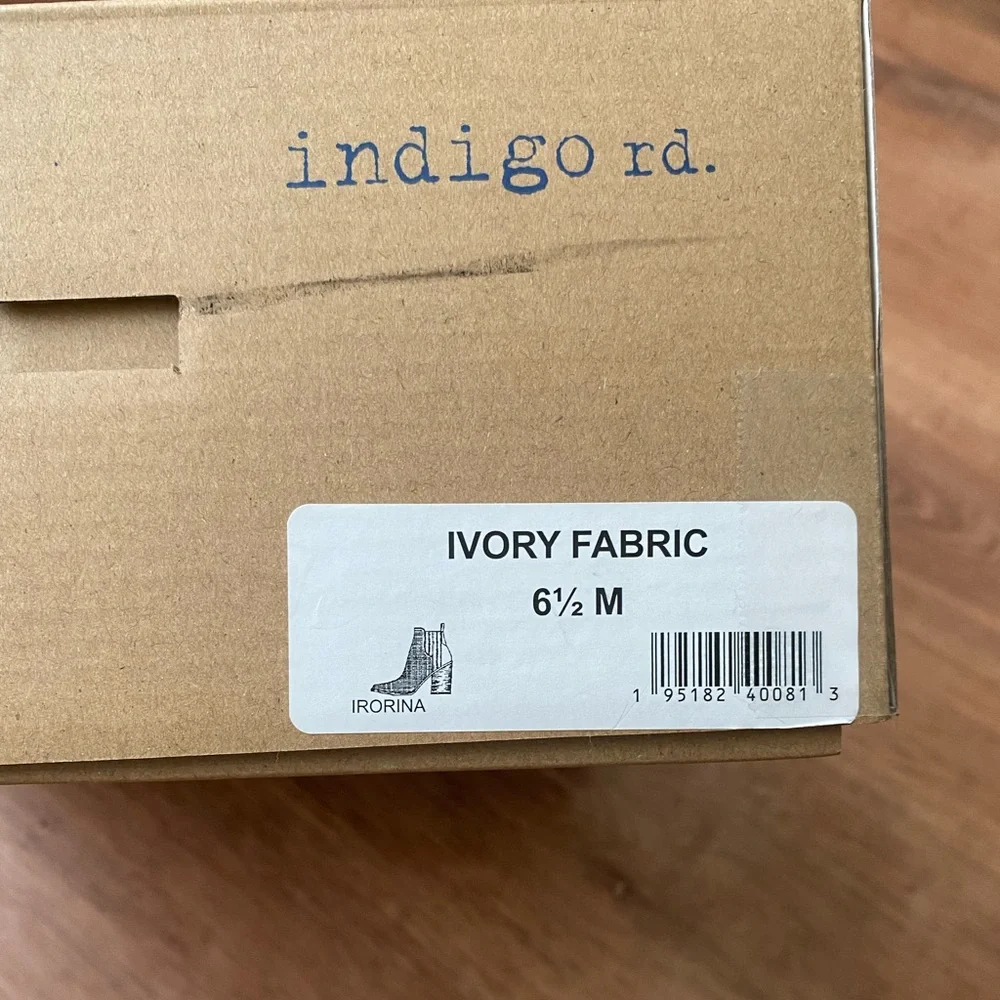 indigo rd.
IVORY FABRIC
6½ M
IRORINA
1 95182 40081 3